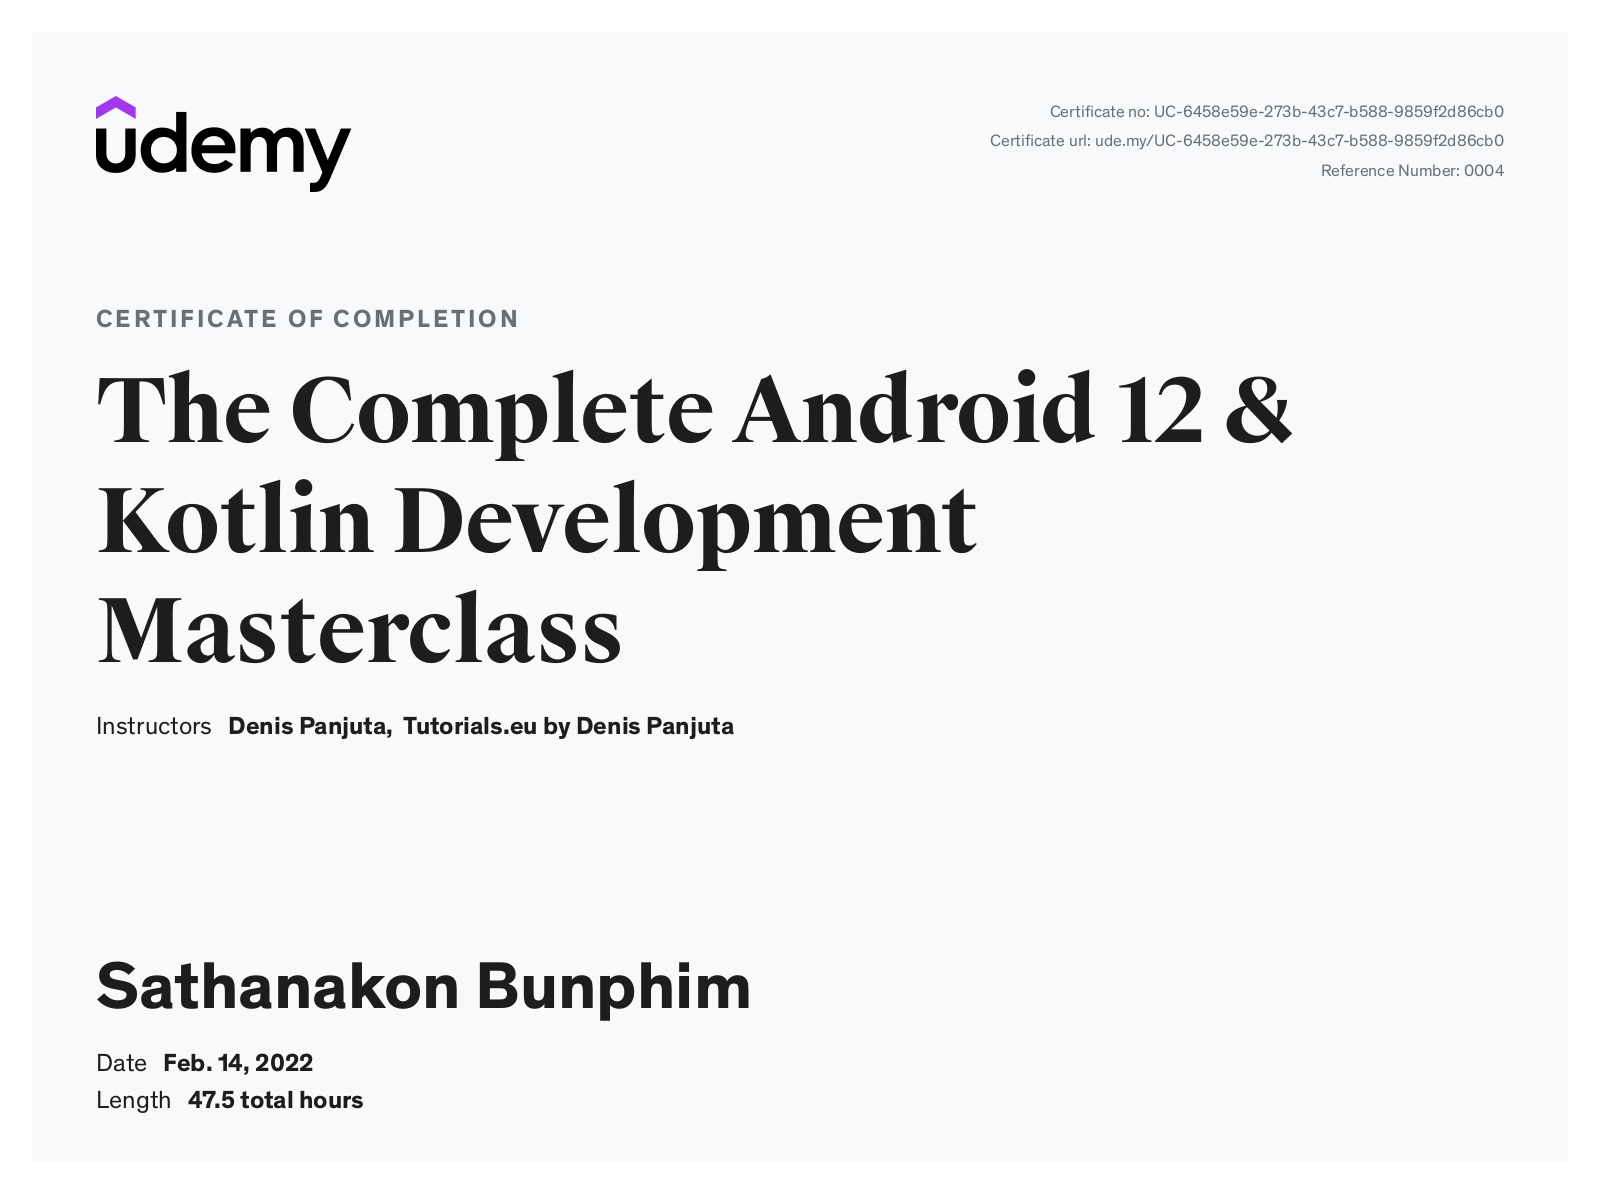 udemy
Certificate no: UC-6458e59e-273b-43c7-b588-9859f2d86cb0
Certificate url: ude.my/UC-6458e59e-273b-43c7-b588-9859f2d86cb0
Reference Number: 0004
CERTIFICATE OF COMPLETION
The Complete Android 12 &
Kotlin Development
Masterclass
Instructors Denis Panjuta, Tutorials.eu by Denis Panjuta
Sathanakon Bunphim
Date Feb. 14, 2022
Length 47.5 total hours